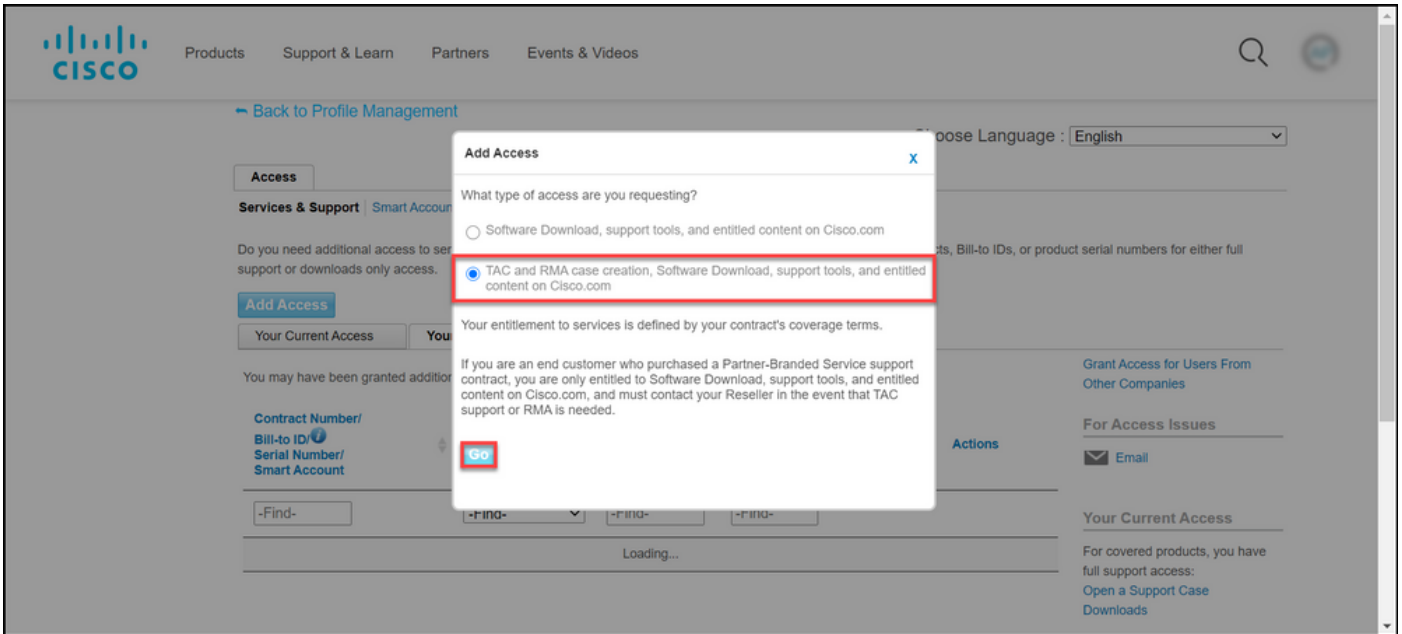 CISCO
Products
Support & Learn
Partners
Events & Videos
Back to Profile Management
Choose Language :
English
Add Access
X
What type of access are you requesting?
Software Download, support tools, and entitled content on Cisco.com
TAC and RMA case creation, Software Download, support tools, and entitled
content on Cisco.com
Your entitlement to services is defined by your contract's coverage terms.
If you are an end customer who purchased a Partner-Branded Service support
contract, you are only entitled to Software Download, support tools, and entitled
content on Cisco.com, and must contact your Reseller in the event that TAC
support or RMA is needed.
Go
Access
Services & Support
Smart Accoun
Do you need additional access to ser
ts, Bill-to IDs, or product serial numbers for either full
support or downloads only access.
Add Access
Your Current Access
You
You may have been granted addition
Contract Number/
Bill-to ID/
Serial Number/
Smart Account
Actions
-Find-
-Find-
-Find-
-Find-
Loading...
Grant Access for Users From
Other Companies
For Access Issues
Email
Your Current Access
For covered products, you have
full support access:
Open a Support Case
Downloads